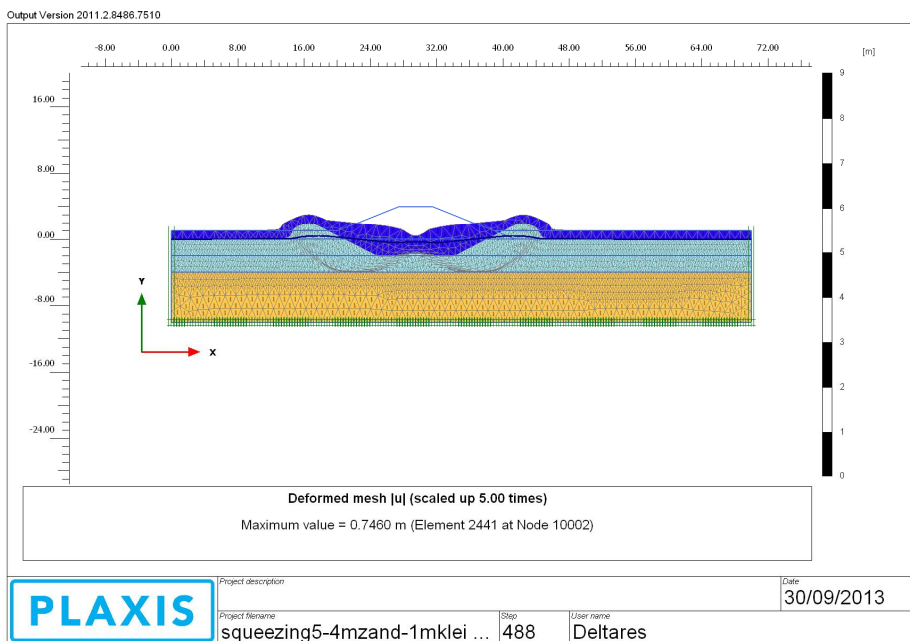 Output Version 2011.2.8486.7510
-8.00 0.00 8.00 16.00 24.00 32.00 40.00 48.00 56.00 64.00 72.00
[m]
16.00
8.00
0.00
-8.00
-16.00
-24.00
9
8
7
6
5
4
3
2
1
0
Y
X
Deformed mesh |u| (scaled up 5.00 times)
Maximum value = 0.7460 m (Element 2441 at Node 10002)
PLAXIS
Project description
Date
30/09/2013
Project filename
squeezing5-4mzand-1mklei ...
Step
488
User name
Deltares